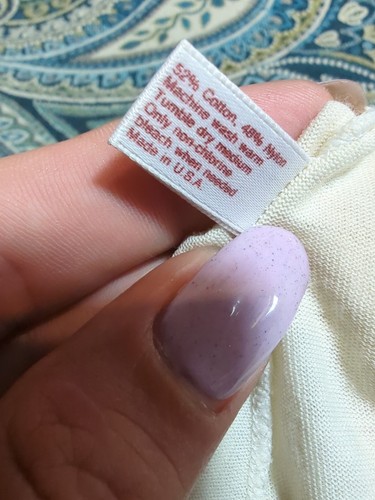 52% Cotton, 48% Nylon
Machine wash warm
Tumble dry medium
Only non-chlorine
Bleach when needed
Made in U.S.A.